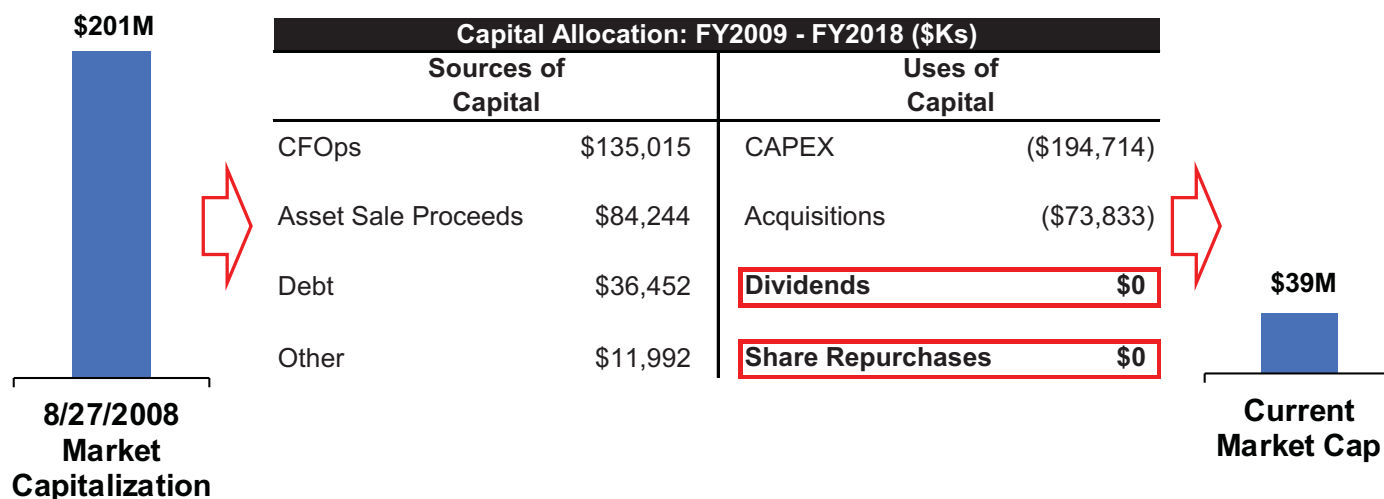 $201M
8/27/2008
Market
Capitalization
Capital Allocation: FY2009 - FY2018 ($Ks)
Sources of
Capital
Uses of
Capital
CFOps $135,015 CAPEX ($194,714)
Asset Sale Proceeds $84,244 Acquisitions ($73,833)
Debt $36,452 Dividends $0
Other $11,992 Share Repurchases $0
$39M
Current
Market Cap